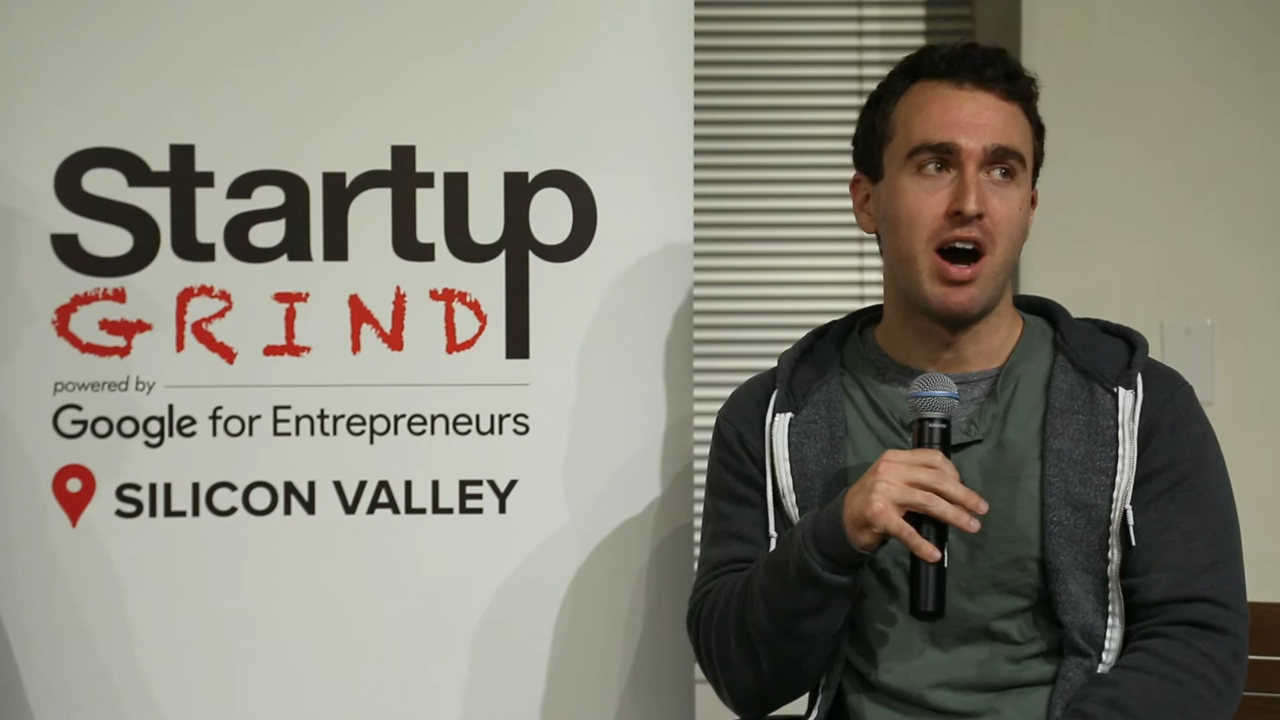 Startup
GRIND
powered by
Google for Entrepreneurs
SILICON VALLEY